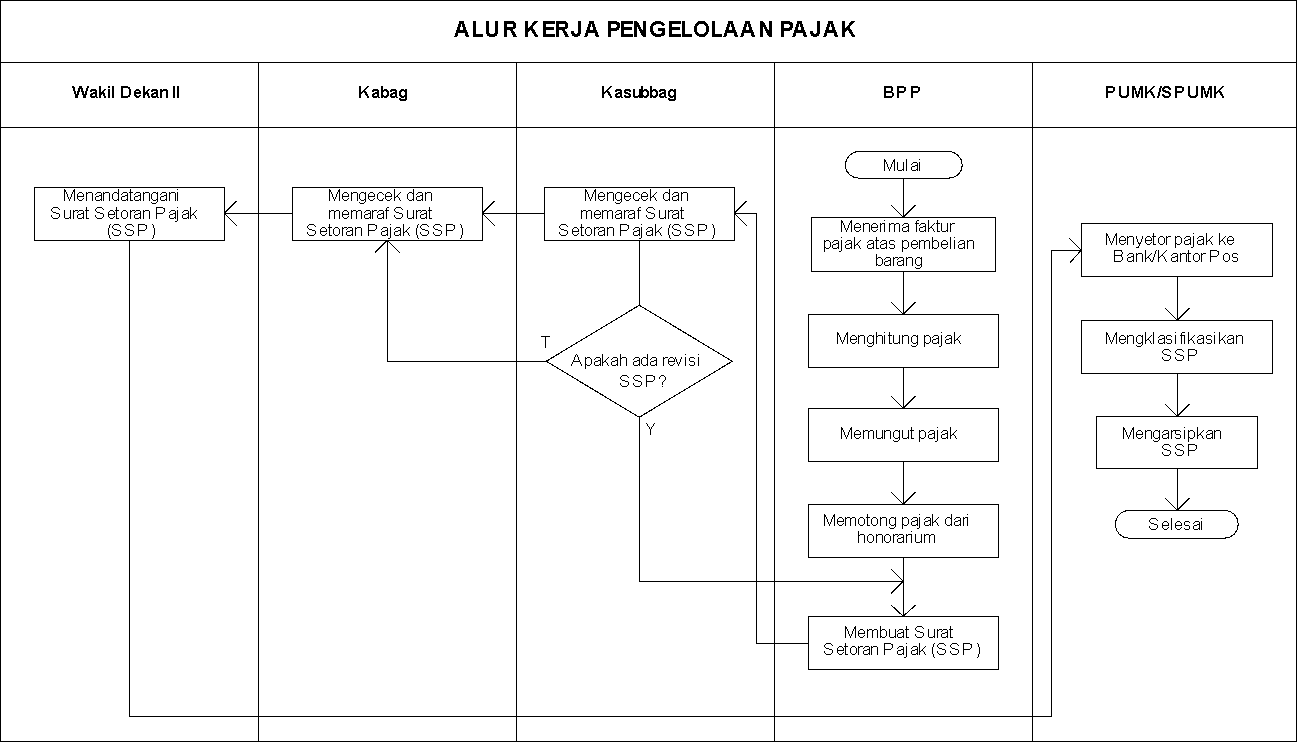 ALUR KERJA PENGELOLAAN PAJAK
Wakil Dekan II
Kabag
Kasubbag
BPP
PUMK/SPUMK
Menandatangani
Surat Setoran Pajak
(SSP)
Mengecek dan
memaraf Surat
Setoran Pajak (SSP)
Mengecek dan
memaraf Surat
Setoran Pajak (SSP)
T
Apakah ada revisi
SSP?
Y
Mulai
Menerima faktur
pajak atas pembelian
barang
Menghitung pajak
Memungut pajak
Memotong pajak dari
honorarium
Membuat Surat
Setoran Pajak (SSP)
Menyetor pajak ke
Bank/Kantor Pos
Mengklasifikasikan
SSP
Mengarsipkan
SSP
Selesai